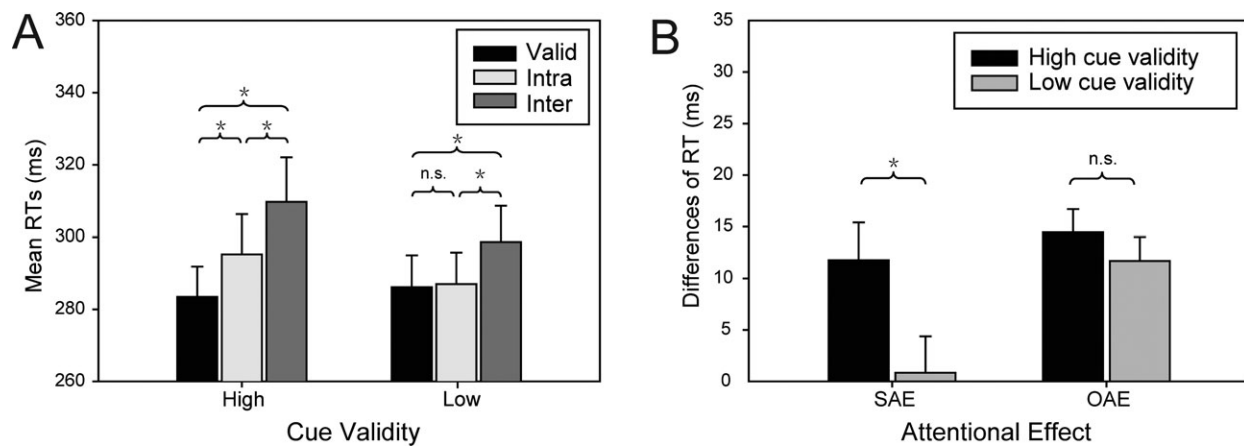 A
360
340
320
300
280
260
Mean RTs (ms)
Valid
Intra
Inter
*
*
*
*
n.s.
*
High
Low
Cue Validity
B
35
30
25
20
15
10
5
0
Differences of RT (ms)
High cue validity
Low cue validity
*
n.s.
SAE
OAE
Attentional Effect